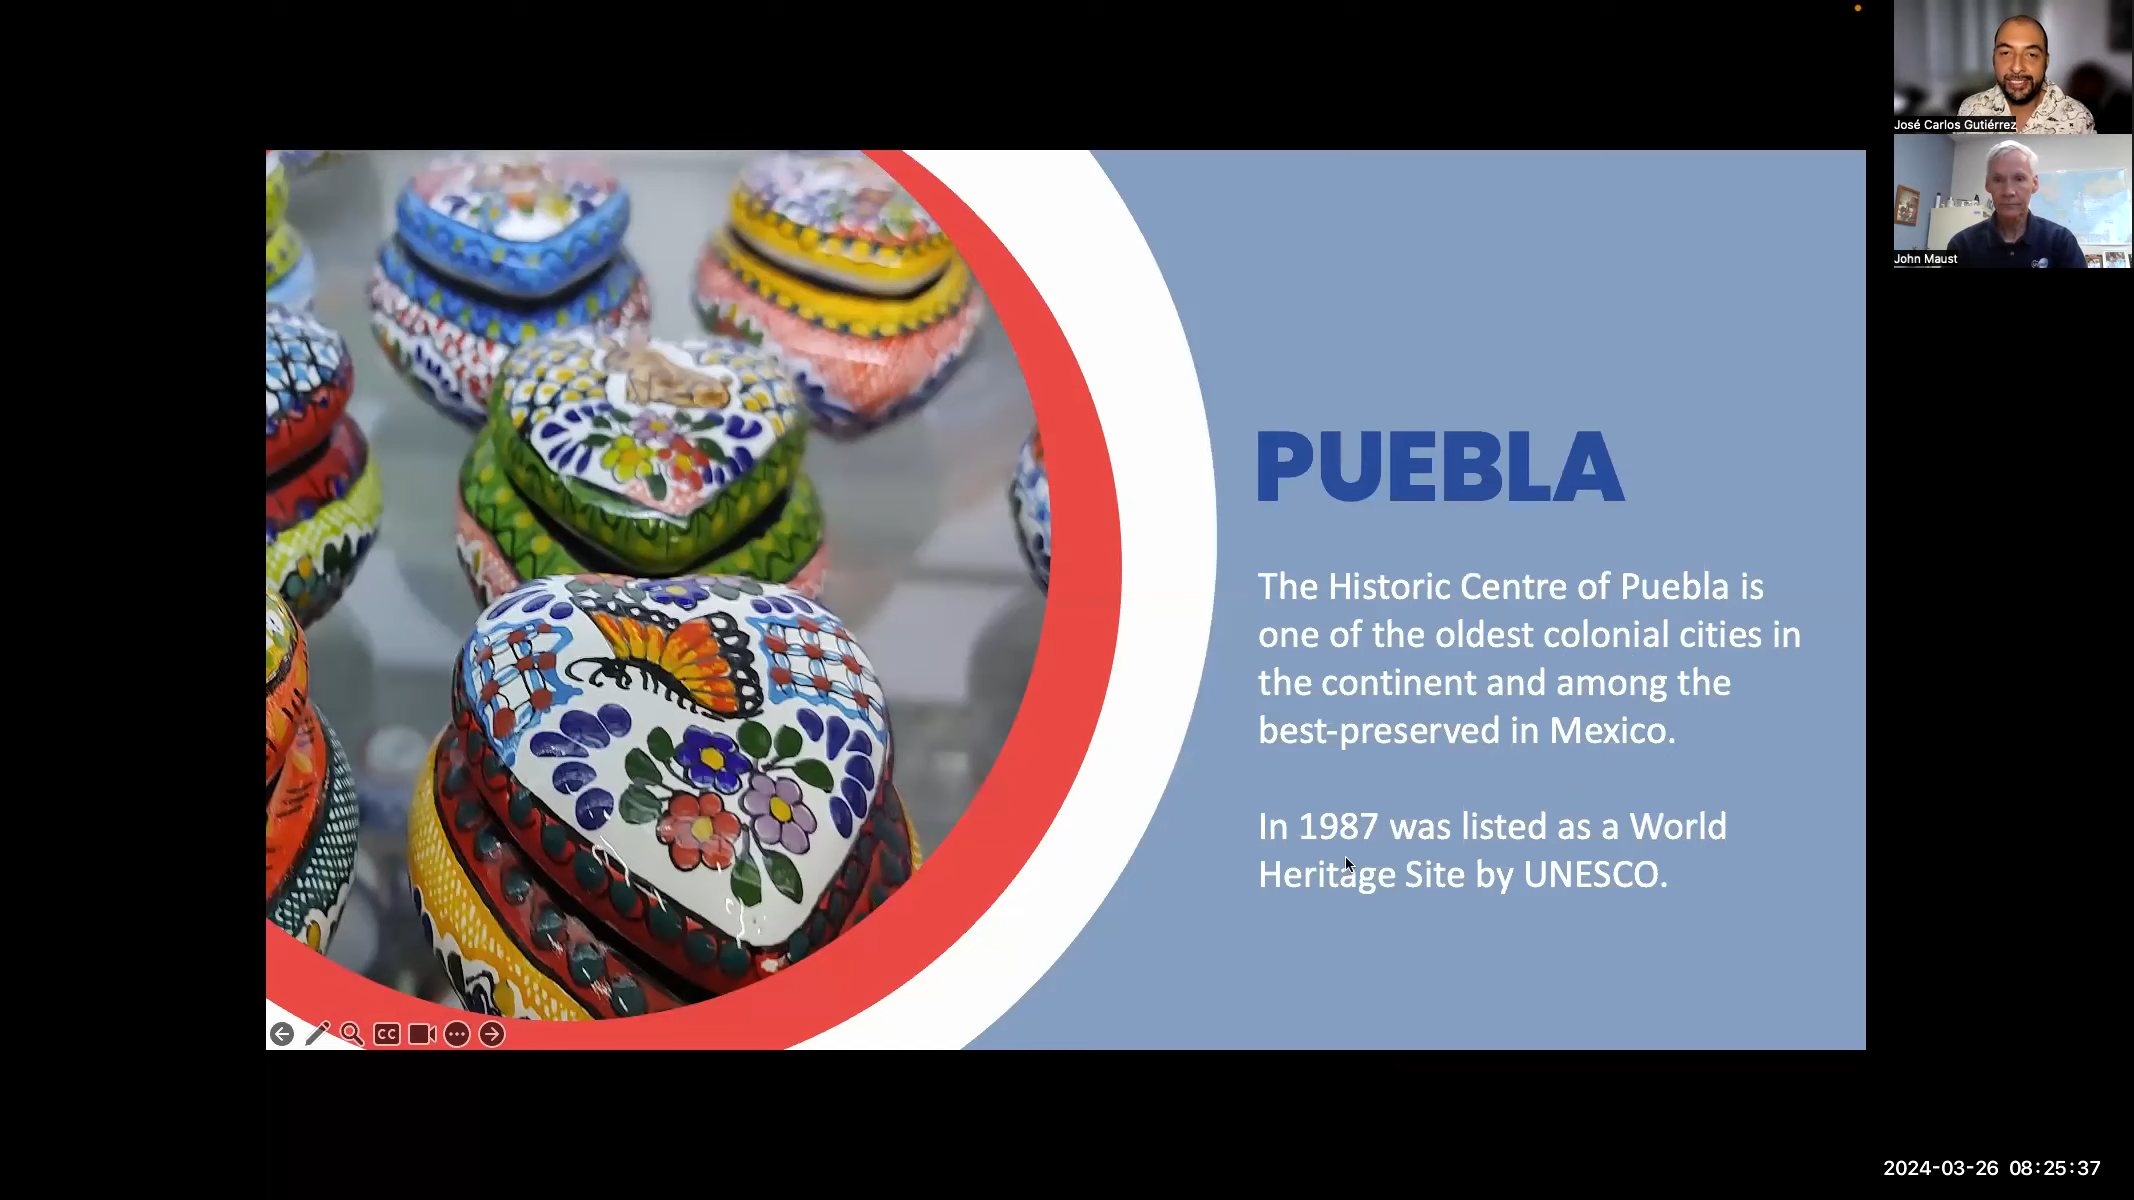 José Carlos Gutiérrez
John Maust
PUEBLA
The Historic Centre of Puebla is
one of the oldest colonial cities in
the continent and among the
best-preserved in Mexico.
In 1987 was listed as a World
Heritage Site by UNESCO.
CC
2024-03-26 08:25:37